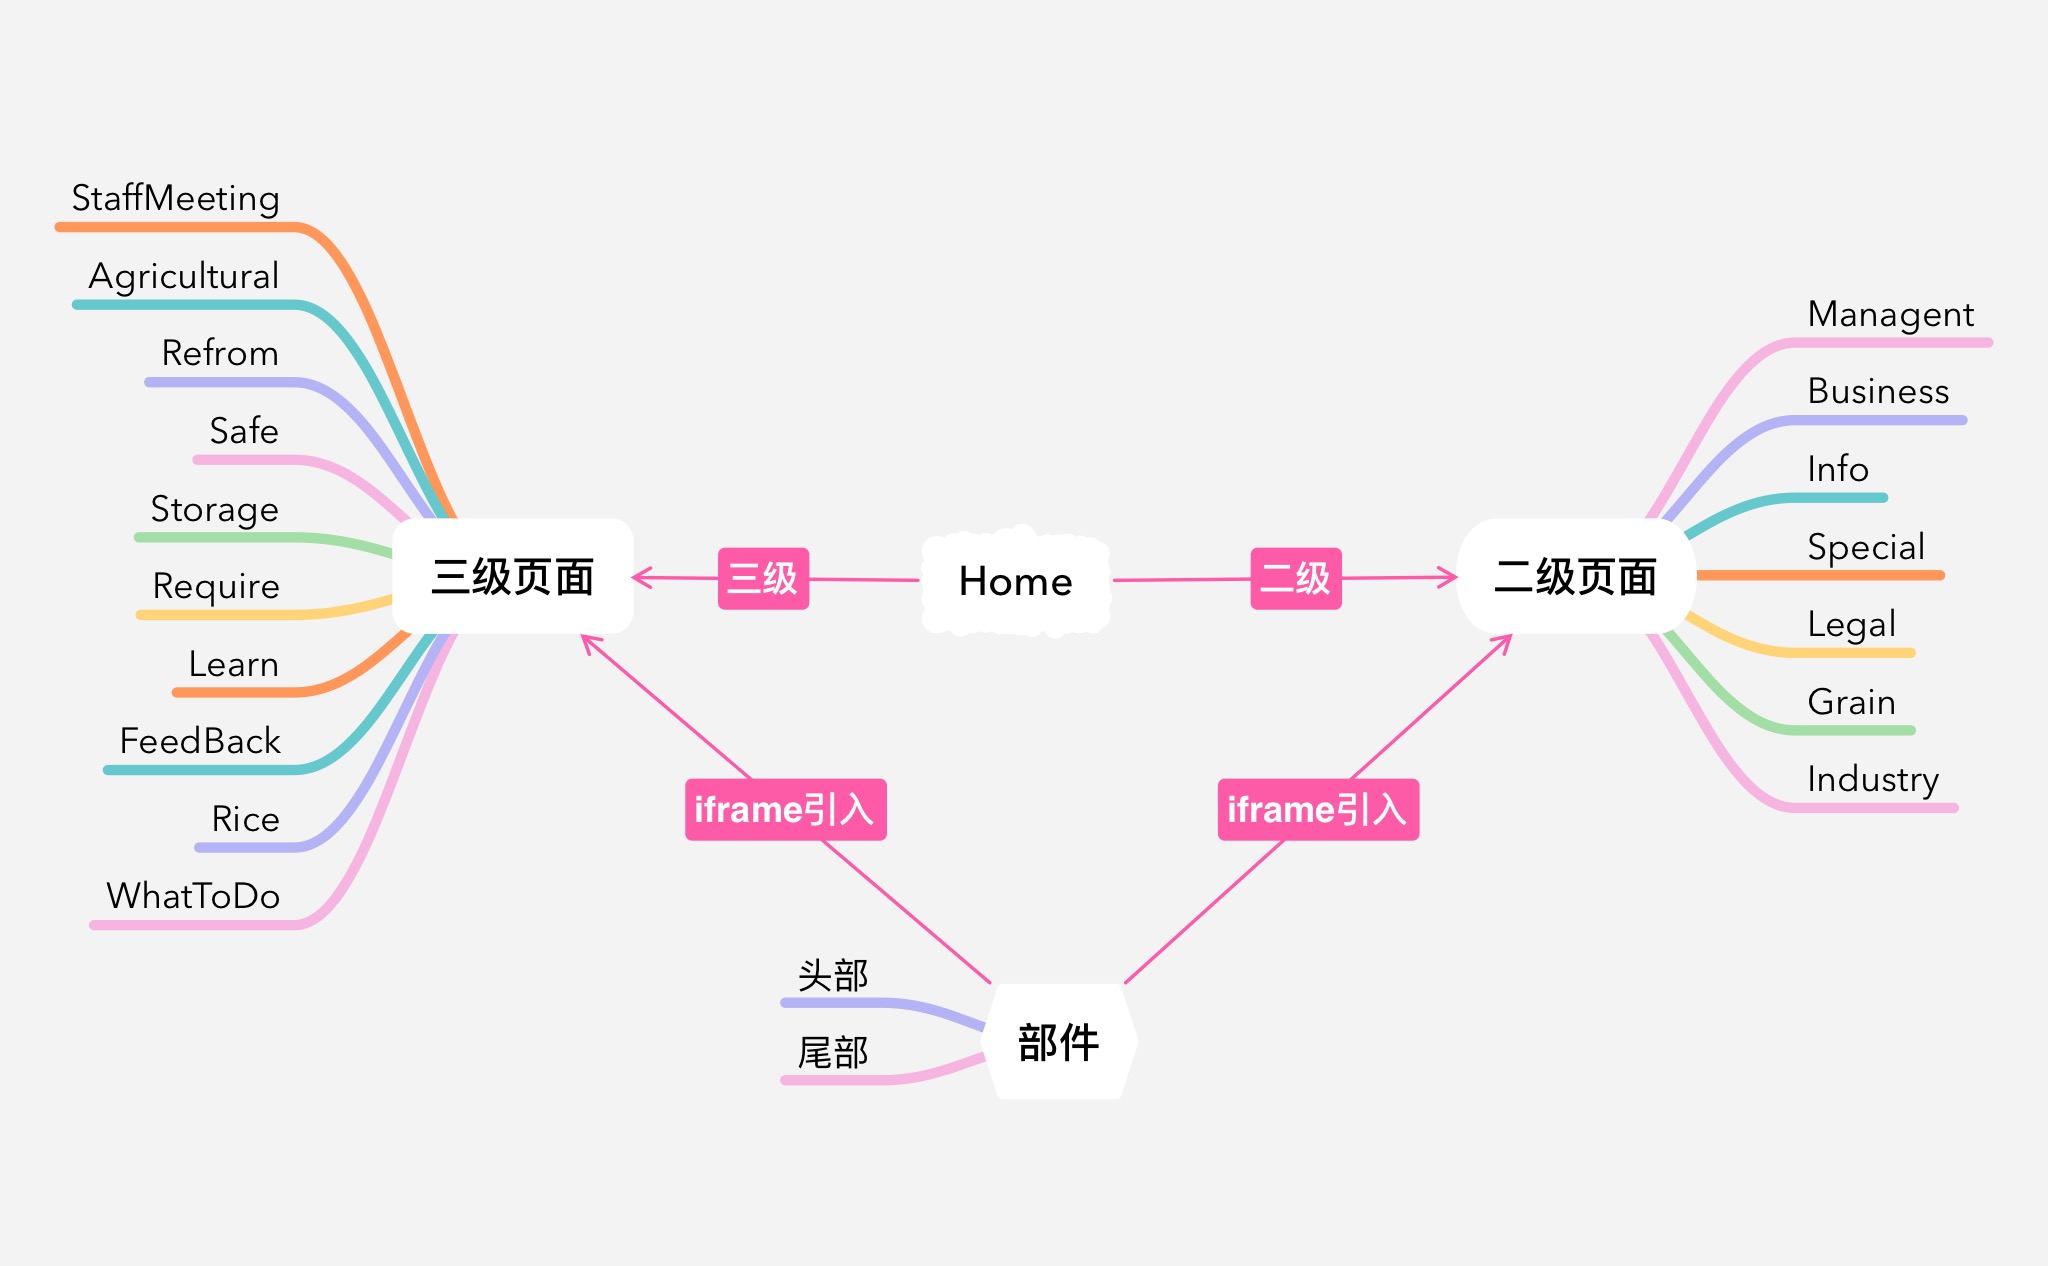 StaffMeeting
Agricultural
Refrom
Safe
Storage
Require
Learn
FeedBack
Rice
WhatToDo
三级页面
三级
Home
二级
二级页面
Managent
Business
Info
Special
Legal
Grain
Industry
iframe引入
iframe引入
头部
尾部
部件